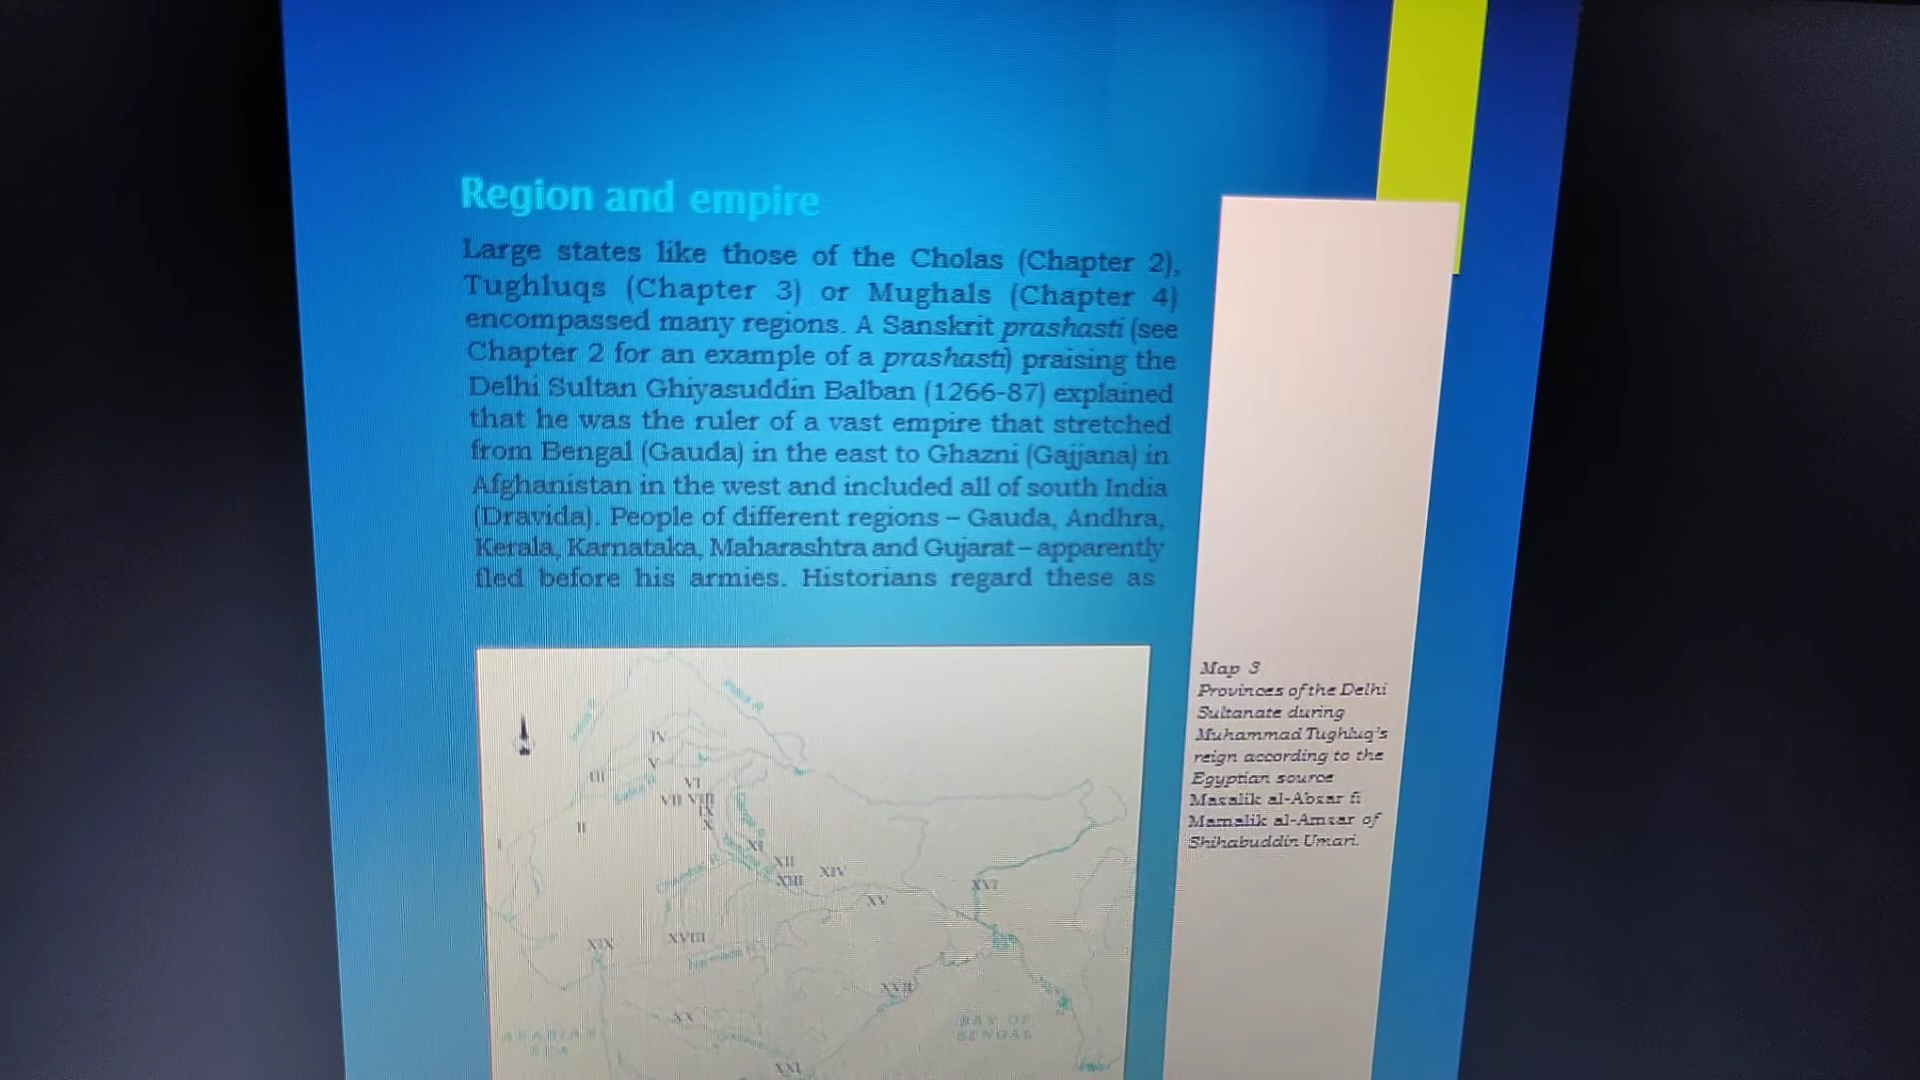 Region and empire
Large states like those of the Cholas (Chapter 2),
Tughluqs (Chapter 3) or Mughals (Chapter 4)
encompassed many regions. A Sanskrit prashasti (see
Chapter 2 for an example of a prashasti) praising the
Delhi Sultan Ghiyasuddin Balban (1266-87) explained
that he was the ruler of a vast empire that stretched
from Bengal (Gauda) in the east to Ghazni (Gajjana) in
Afghanistan in the west and included all of south India
(Dravida). People of different regions – Gauda, Andhra,
Kerala, Karnataka, Maharashtra and Gujarat – apparently
fled before his armies. Historians regard these as
Map 3
Provinces of the Delhi
Sultanate during
Muhammad Tughluq's
reign according to the
Egyptian source
Masalik al-Absar fi
Mamalik al-Amsar of
Shihabuddin Umari.
IV
V
III
VI
VII VIII
IX
X
II
I
XI
XII
XIII
XIV
XV
XVI
XVIII
XIX
Narmada R.
XVII
XX
BAY OF
BENGAL
ARABIAN
SEA
XXI